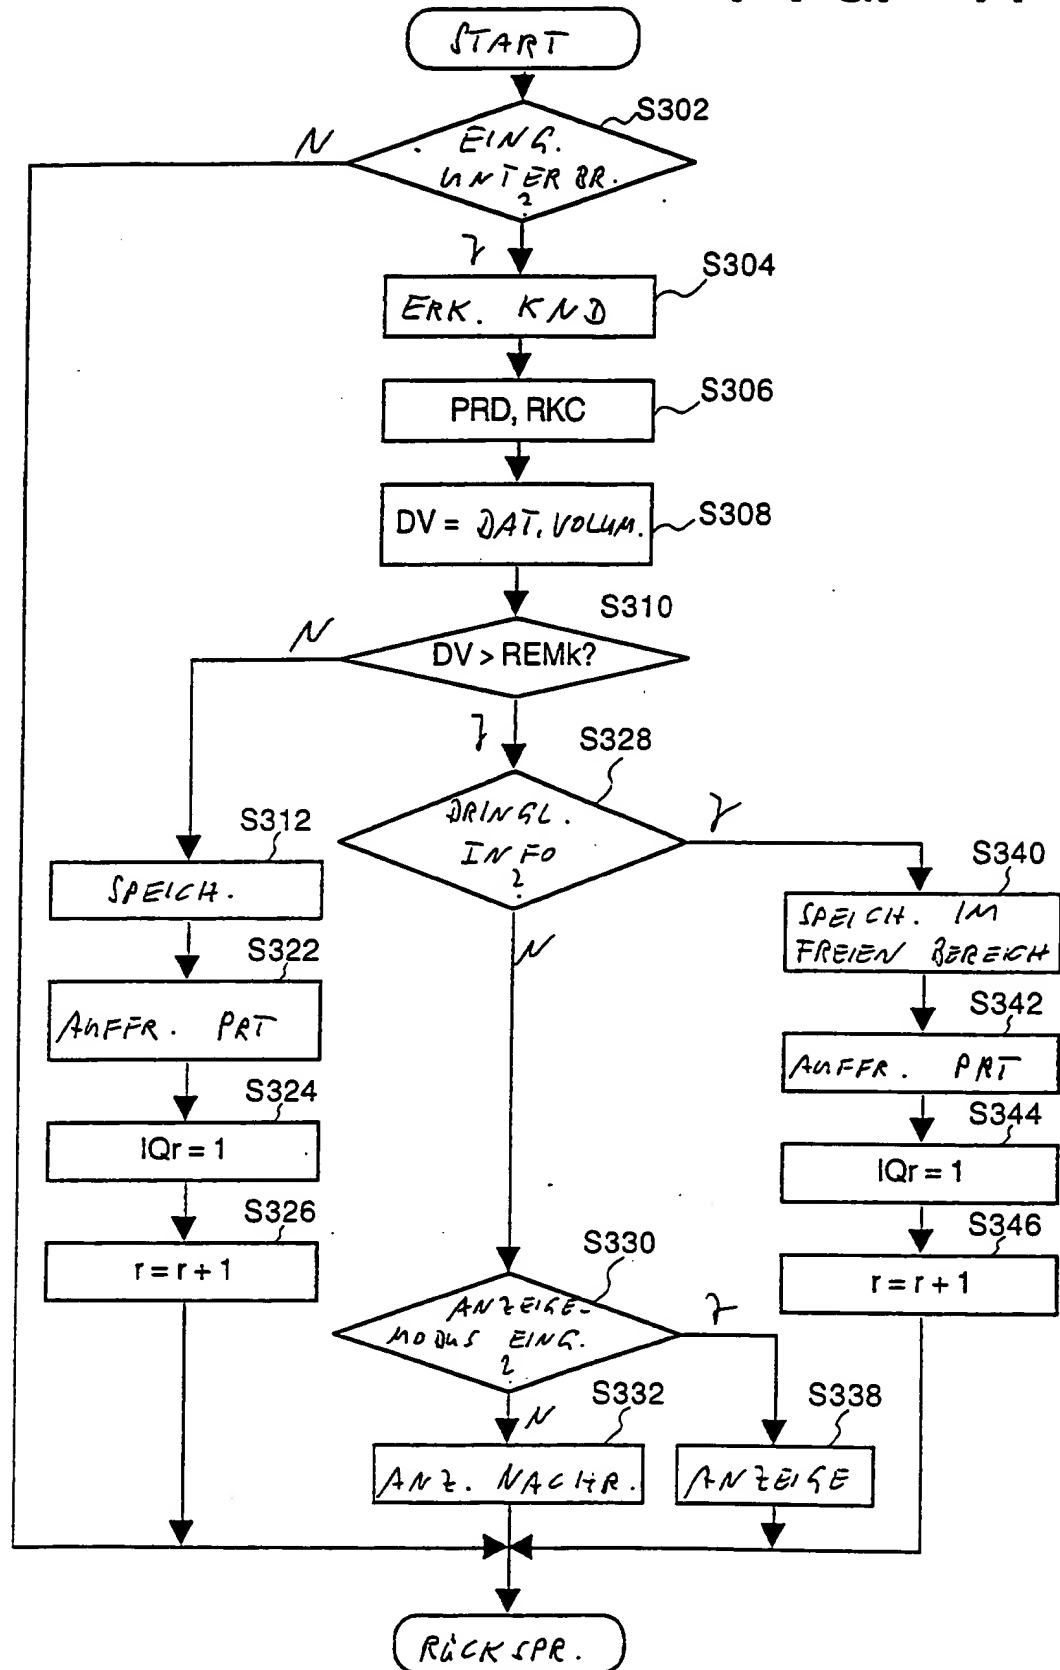 START
S302
N
EING.
UNTERBR.
?
J
S304
ERK. KND
S306
PRD, RKC
S308
DV = DAT. VOLUM.
S310
N
DV > REMk?
J
S328
DRINGL.
INFO
?
J
S312
SPEICH.
S340
SPEICH. IM
FREIEN BEREICH
N
S322
AUFFR. PRT
S342
AUFFR. PRT
S324
IQr = 1
S344
IQr = 1
S326
r = r + 1
S346
r = r + 1
S330
ANZEIGE-
MODUS EING.
?
J
S332
N
ANZ. NACHR.
S338
ANZEIGE
RÜCKSPR.